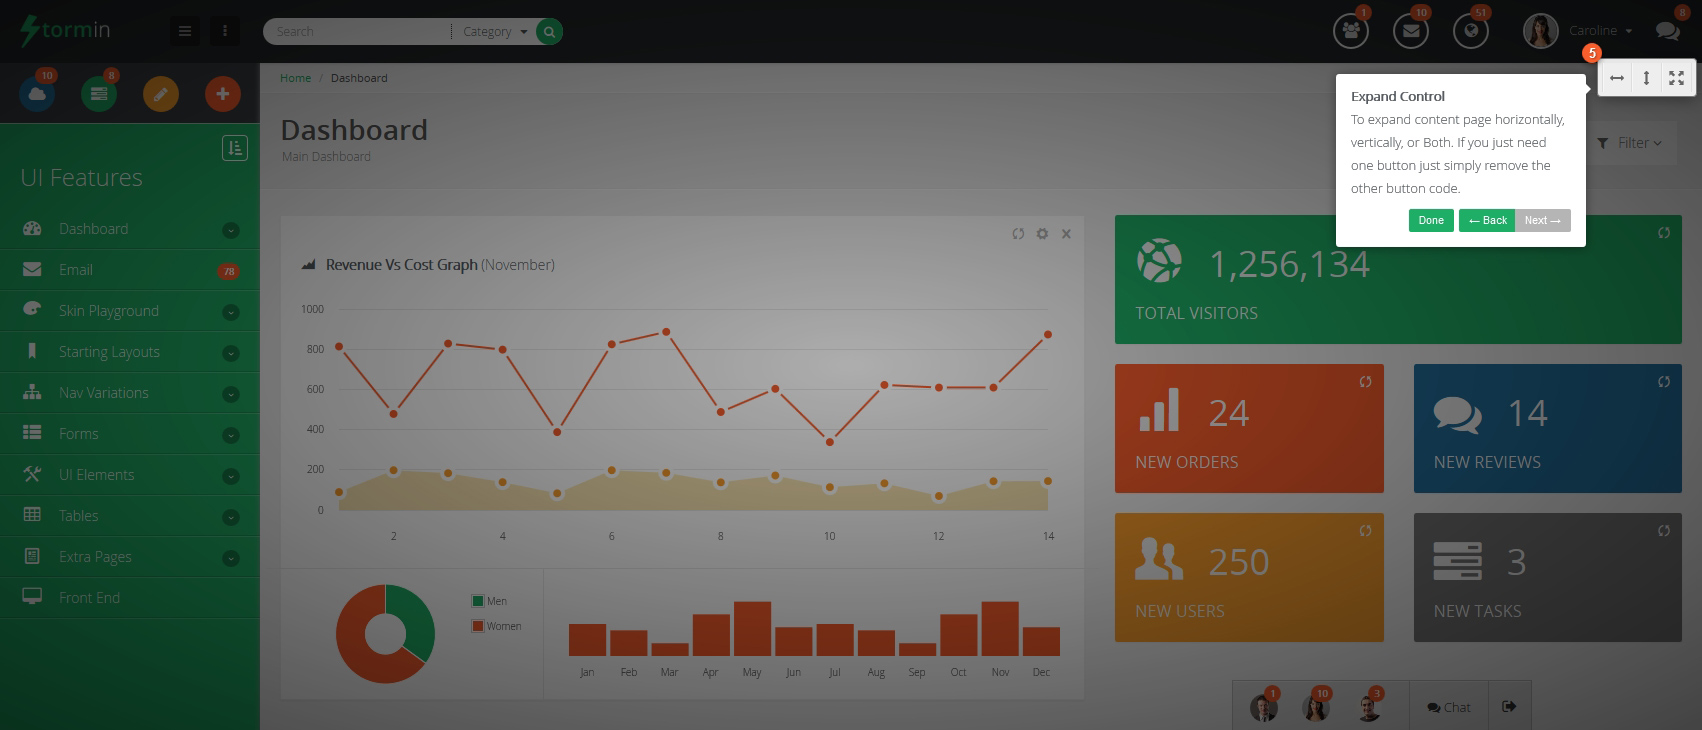 tormin
Search
Category
1
10
51
Caroline
8
10
8
Home / Dashboard
5
Expand Control
To expand content page horizontally,
vertically, or Both. If you just need
one button just simply remove the
other button code.
Done
← Back
Next →
Dashboard
Main Dashboard
Filter
UI Features
Dashboard
Email
78
Skin Playground
Starting Layouts
Nav Variations
Forms
UI Elements
Tables
Extra Pages
Front End
Revenue Vs Cost Graph (November)
1000
800
600
400
200
0
2 4 6 8 10 12 14
Men
Women
Jan Feb Mar Apr May Jun Jul Aug Sep Oct Nov Dec
1,256,134
TOTAL VISITORS
24
NEW ORDERS
14
NEW REVIEWS
250
NEW USERS
3
NEW TASKS
1
10
3
Chat